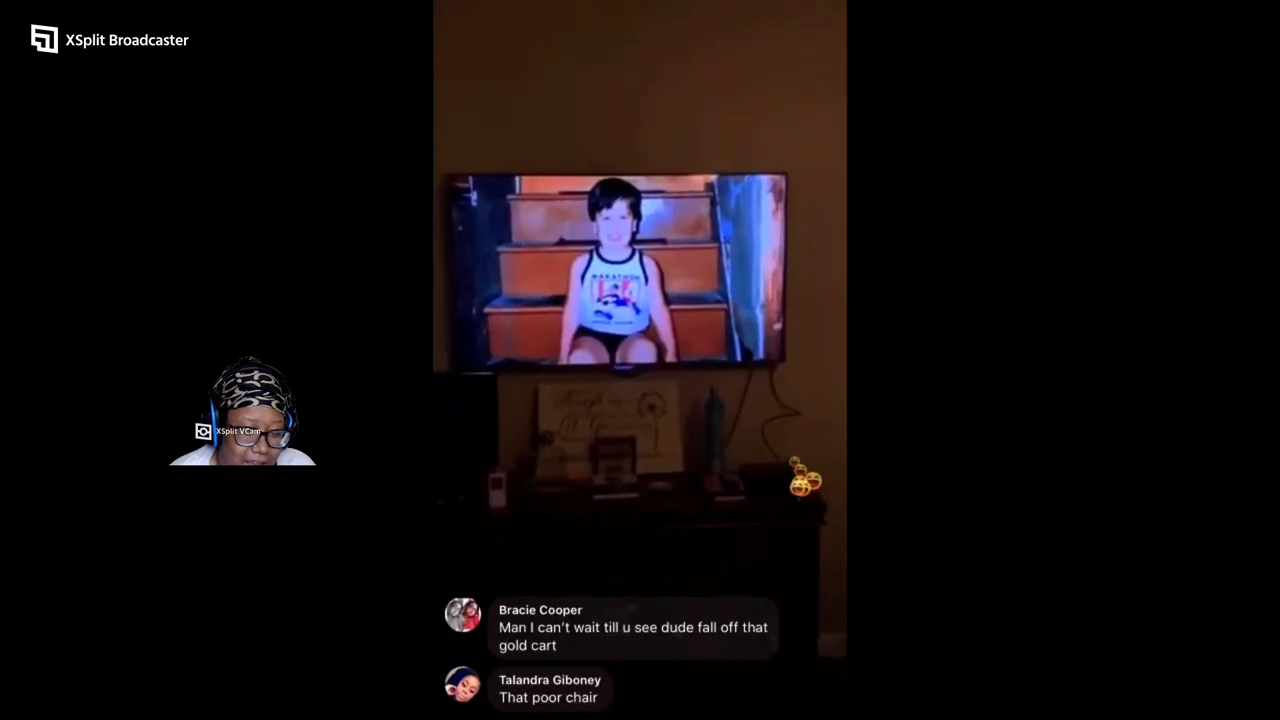 XSplit Broadcaster
MARATHON
XSplit VCam
Bracie Cooper
Man I can't wait till u see dude fall off that
gold cart
Talandra Giboney
That poor chair